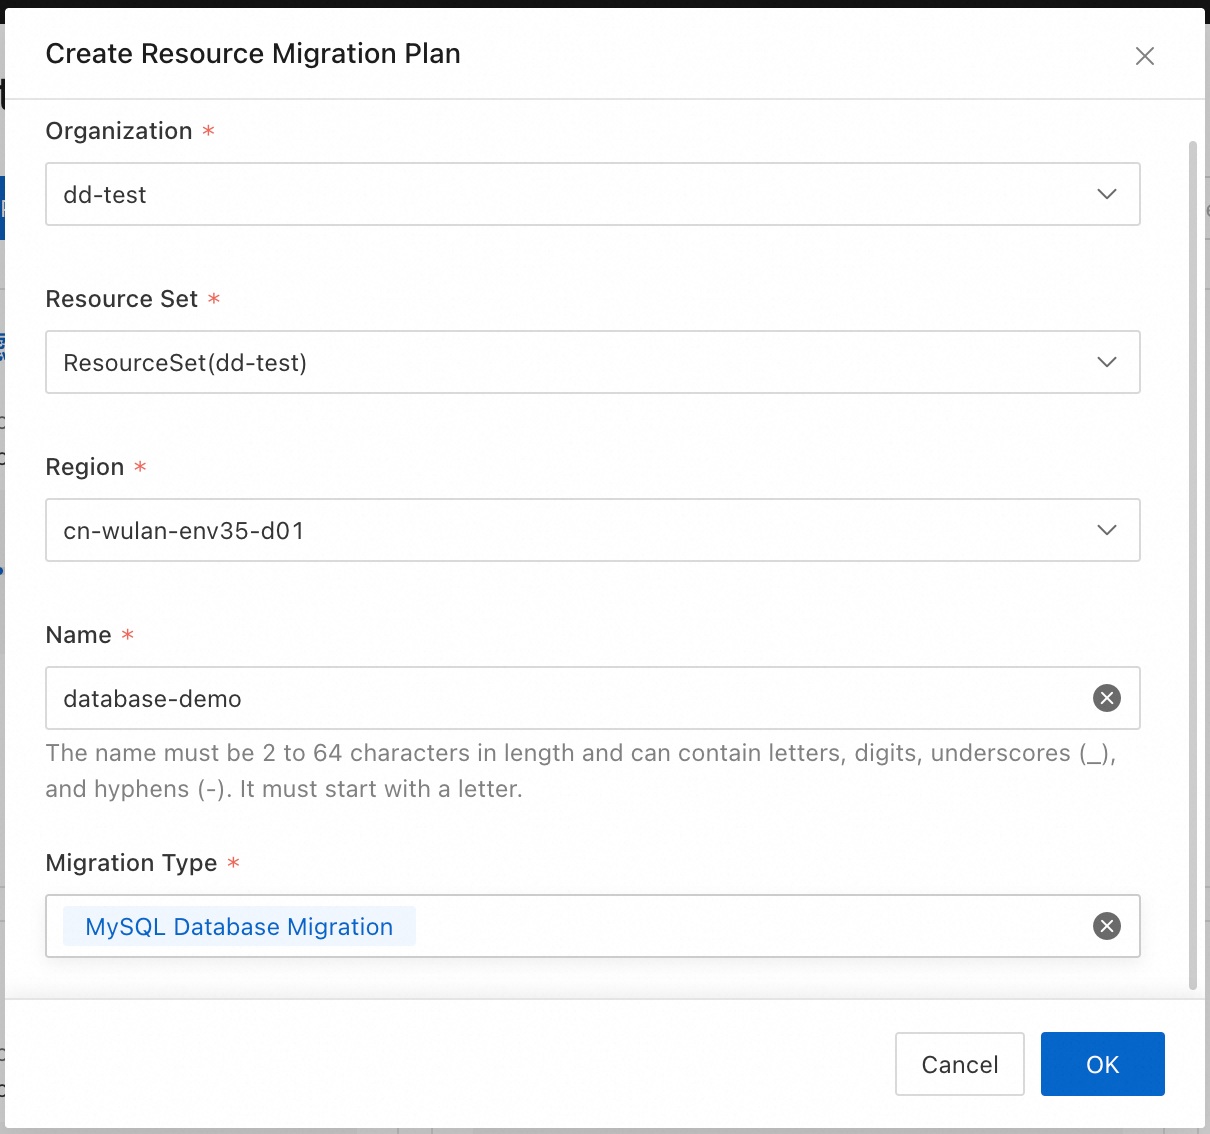 Create Resource Migration Plan
Organization *
dd-test
Resource Set *
ResourceSet(dd-test)
Region *
cn-wulan-env35-d01
Name *
database-demo
The name must be 2 to 64 characters in length and can contain letters, digits, underscores (_),
and hyphens (-). It must start with a letter.
Migration Type *
MySQL Database Migration
Cancel
OK